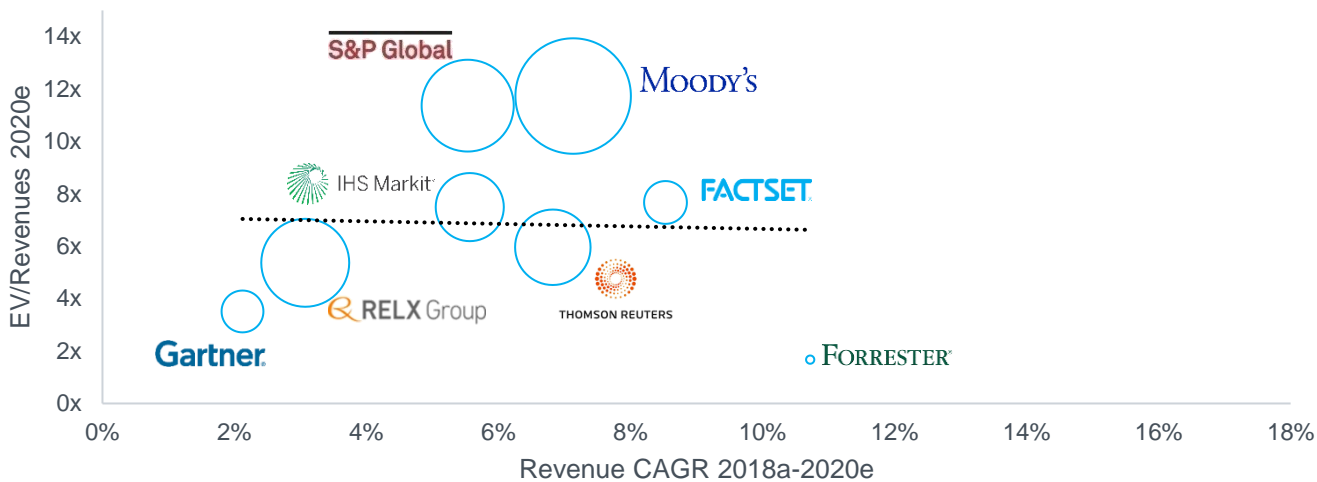 EV/Revenues 2020e
14x
12x
10x
8x
6x
4x
2x
0x
S&P Global
MOODY'S
IHS Markit
FACTSET
RELX Group
THOMSON REUTERS
Gartner
FORRESTER
0% 2% 4% 6% 8% 10% 12% 14% 16% 18%
Revenue CAGR 2018a-2020e